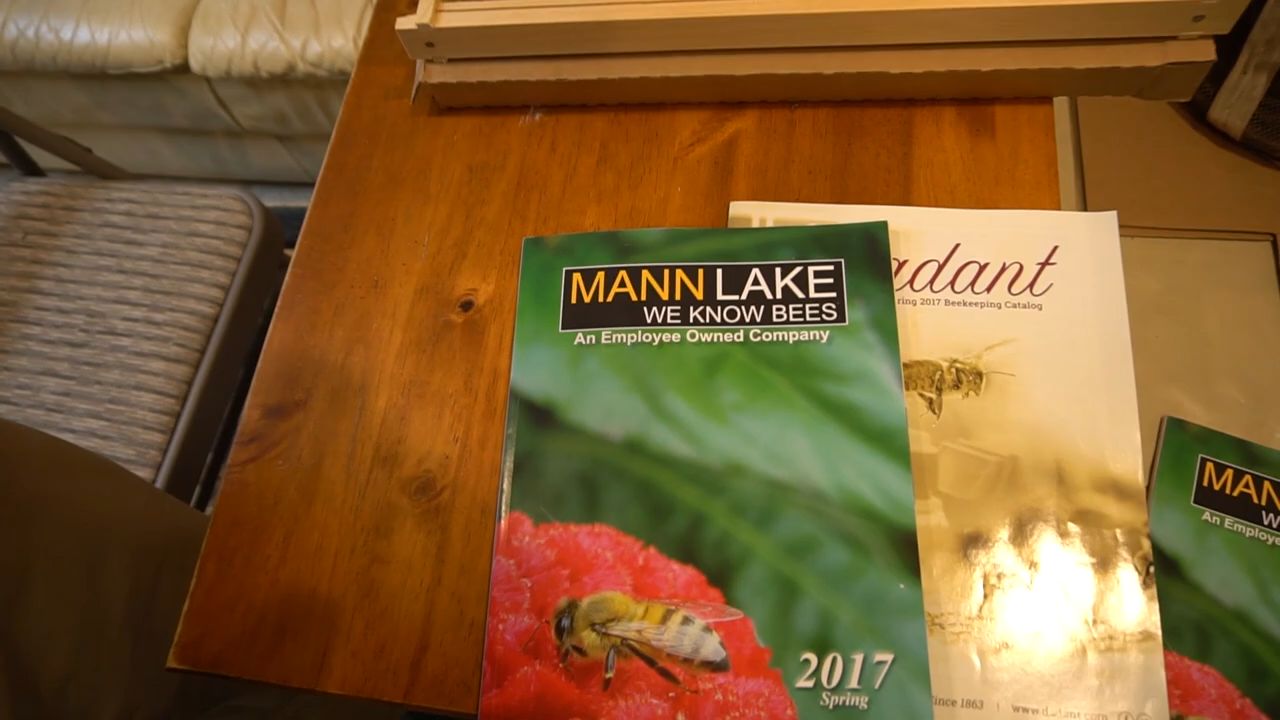 MANN LAKE
WE KNOW BEES
An Employee Owned Company
2017
Spring
adant
ring 2017 Beekeeping Catalog
ince 1863 |
MAN
W
An Employe